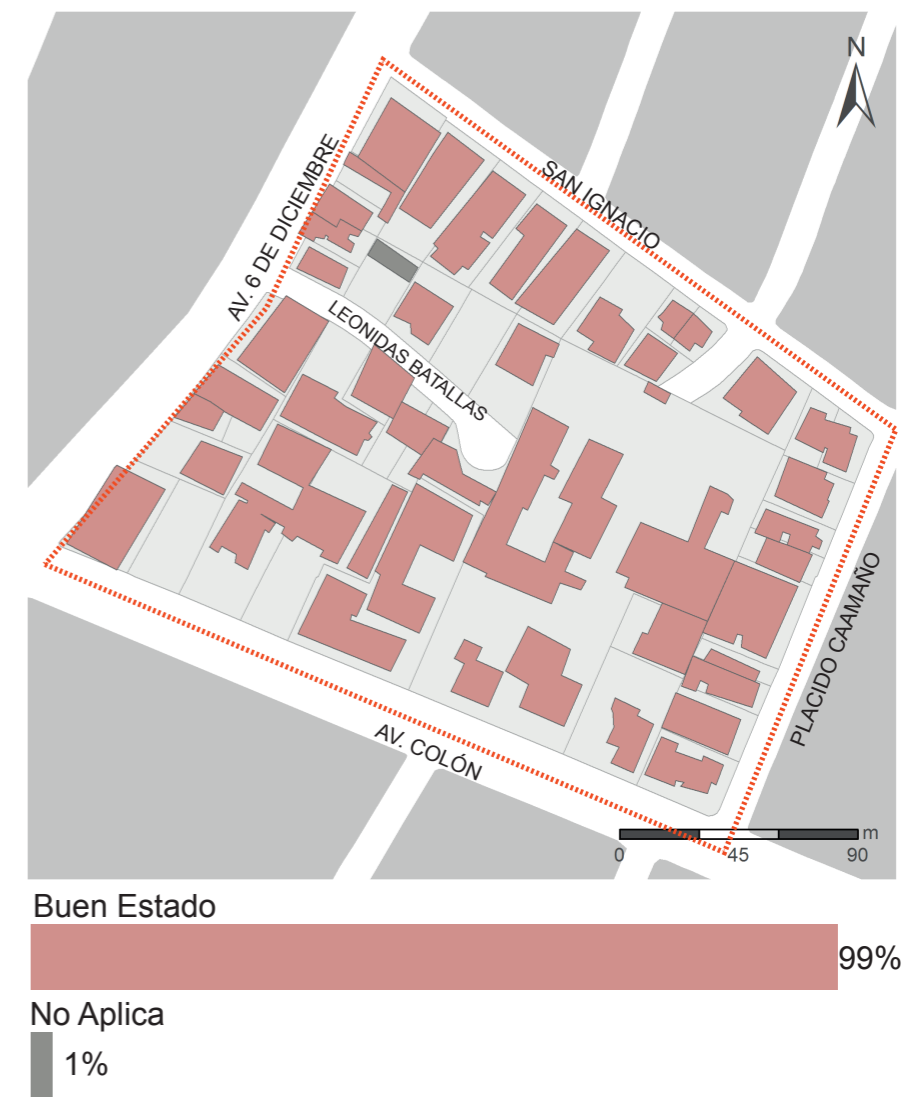 N
SAN IGNACIO
AV. 6 DE DICIEMBRE
LEONIDAS BATALLAS
PLACIDO CAAMAÑO
AV. COLÓN
m
0 45 90
Buen Estado
99%
No Aplica
1%